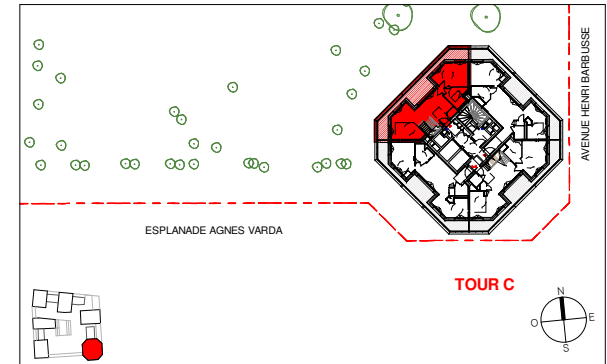 AVENUE HENRI BARBUSSE
ESPLANADE AGNES VARDA
TOUR C
N
O E
S